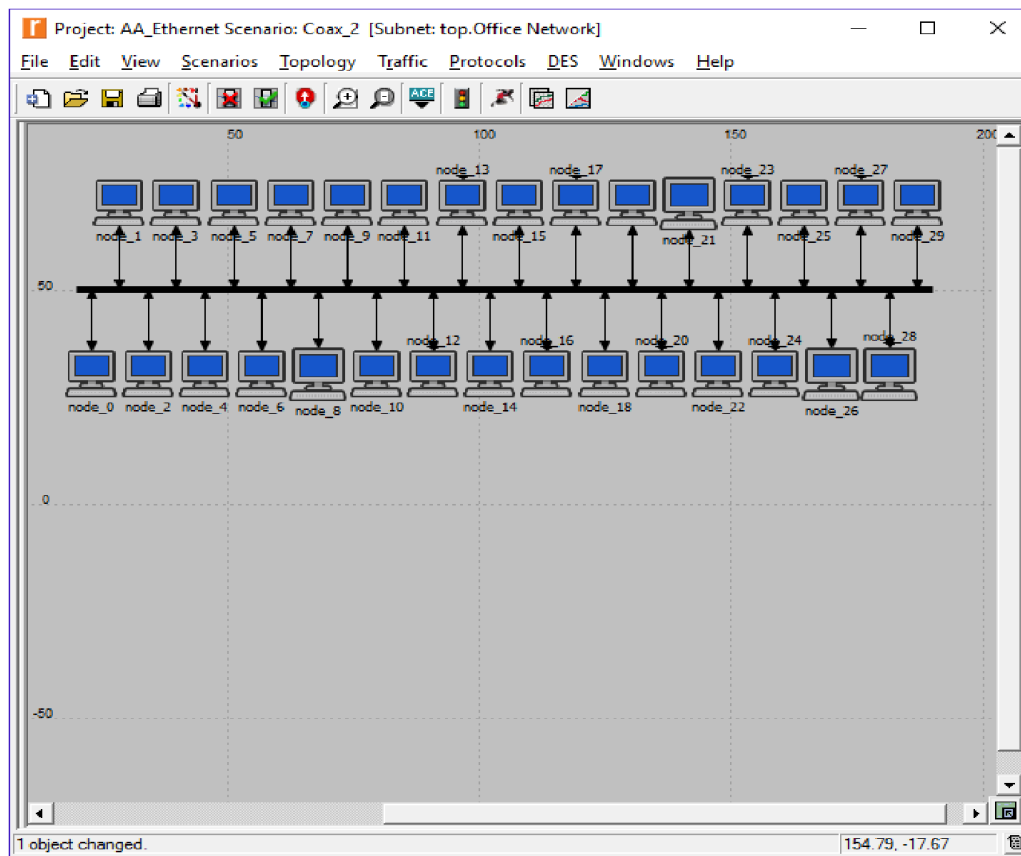 Project: AA_Ethernet Scenario: Coax_2 [Subnet: top.Office Network]
File Edit View Scenarios Topology Traffic Protocols DES Windows Help
ACE
50 100 150 200
node_13 node_17 node_23 node_27
node_1 node_3 node_5 node_7 node_9 node_11 node_15 node_21 node_25 node_29
50
node_12 node_16 node_20 node_24 node_28
node_0 node_2 node_4 node_6 node_8 node_10 node_14 node_18 node_22 node_26
0
-50
1 object changed. 154.79, -17.67